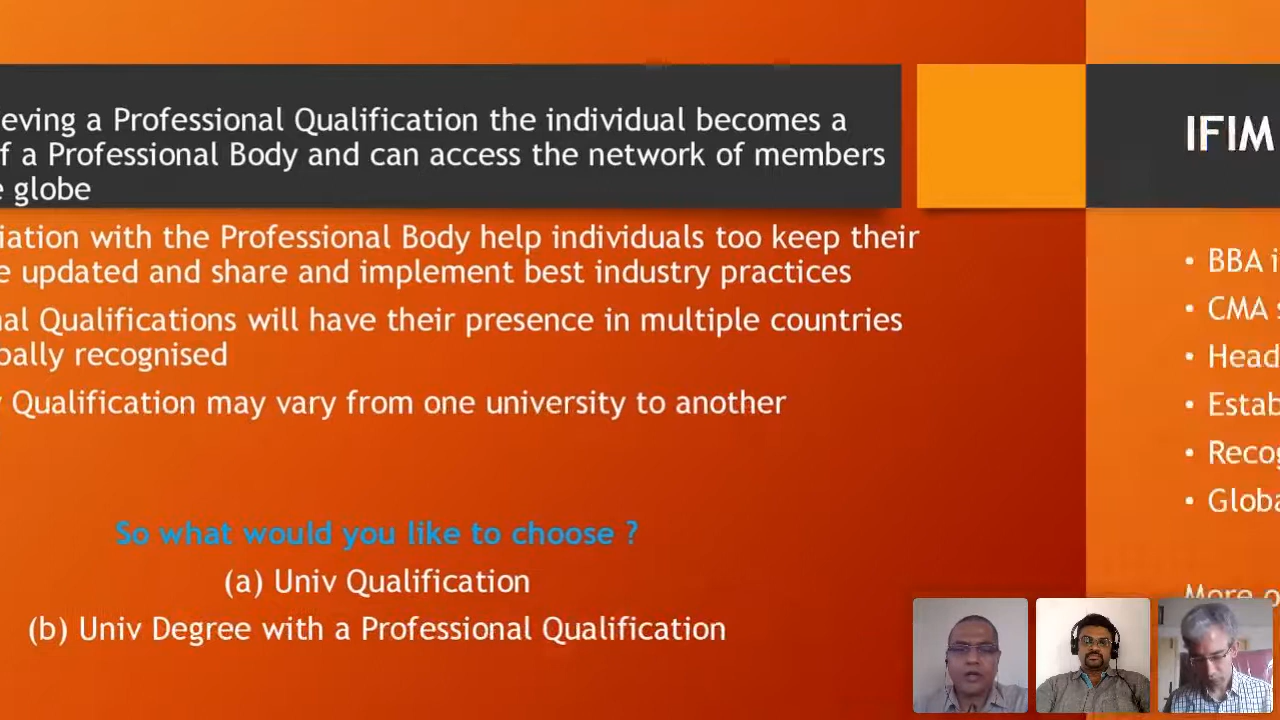 eving a Professional Qualification the individual becomes a
f a Professional Body and can access the network of members
e globe
iation with the Professional Body help individuals too keep their
e updated and share and implement best industry practices
nal Qualifications will have their presence in multiple countries
bally recognised
y Qualification may vary from one university to another
So what would you like to choose ?
(a) Univ Qualification
(b) Univ Degree with a Professional Qualification
IFIM
• BBA i
• CMA s
• Head
• Estab
• Recog
• Globa
More o